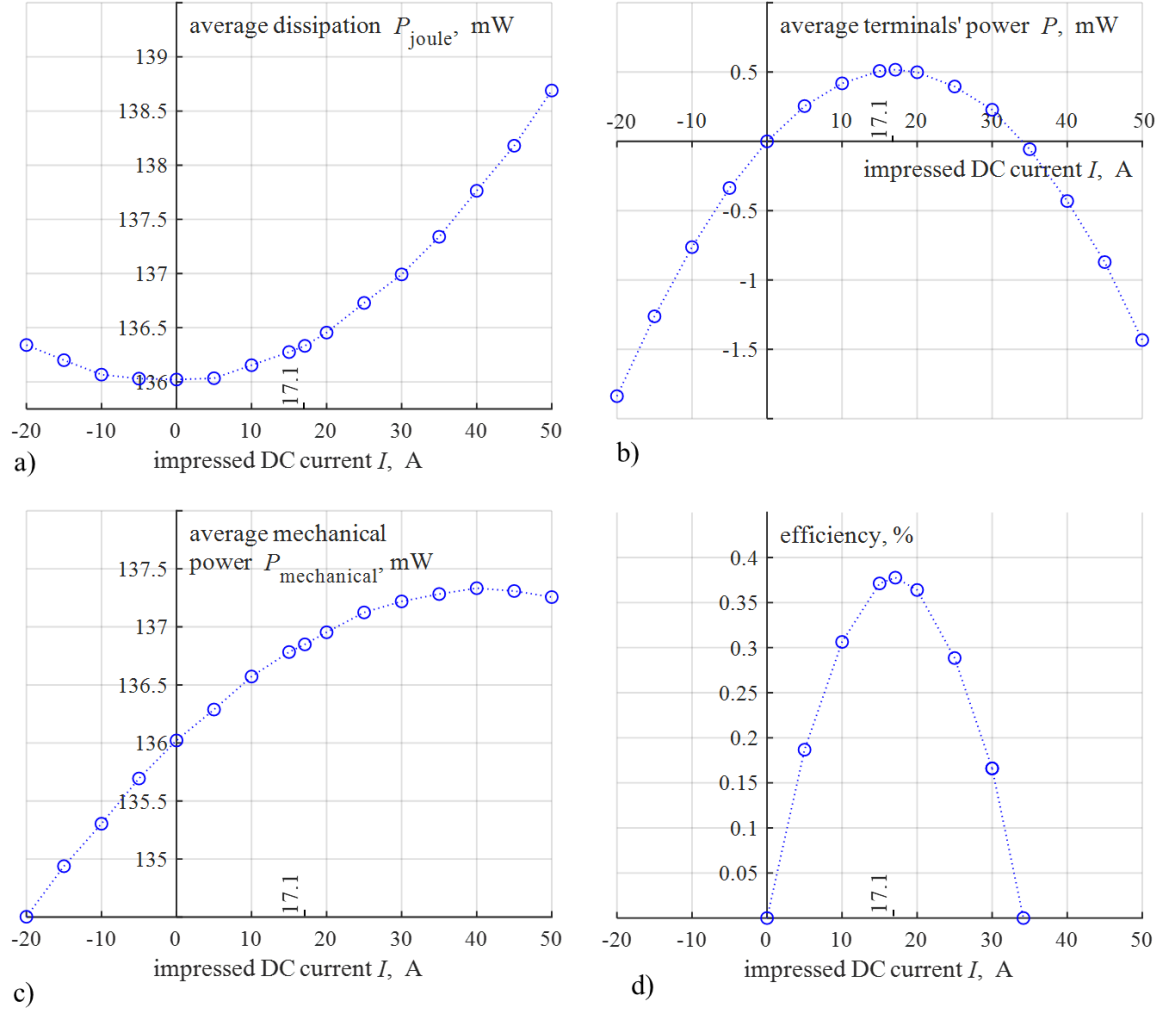 average dissipation P_joule, mW
139
138.5
138
137.5
137
136.5
136
17.1
-20 -10 0 10 20 30 40 50
impressed DC current I, A
a)
average terminals' power P, mW
0.5
-20 -10 10 17.1 20 30 40 50
impressed DC current I, A
-0.5
-1
-1.5
b)
average mechanical
power P_mechanical, mW
137.5
137
136.5
136
135.5
135
17.1
-20 -10 0 10 20 30 40 50
impressed DC current I, A
c)
efficiency, %
0.4
0.35
0.3
0.25
0.2
0.15
0.1
0.05
17.1
-20 -10 0 10 20 30 40 50
impressed DC current I, A
d)